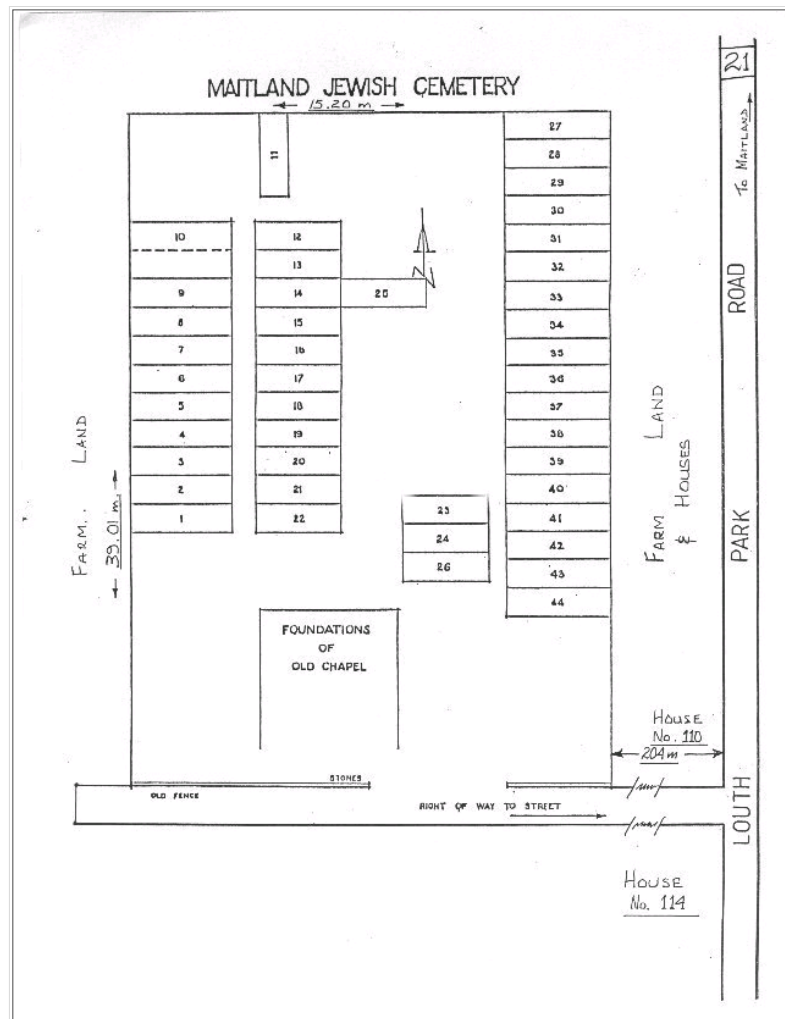 MAITLAND JEWISH CEMETERY
15.20 m
21
To MAITLAND
11
27
28
29
30
31
32
33
34
35
36
37
38
39
40
41
42
43
44
10
9
8
7
6
5
4
3
2
1
12
13
14
15
16
17
18
19
20
21
22
25
N
23
24
26
FARM LAND
39.01 m.
FARM LAND
& HOUSES
LOUTH PARK ROAD
FOUNDATIONS
OF
OLD CHAPEL
HOUSE
No. 110
204 m
STONES
OLD FENCE
RIGHT OF WAY TO STREET
HOUSE
No. 114